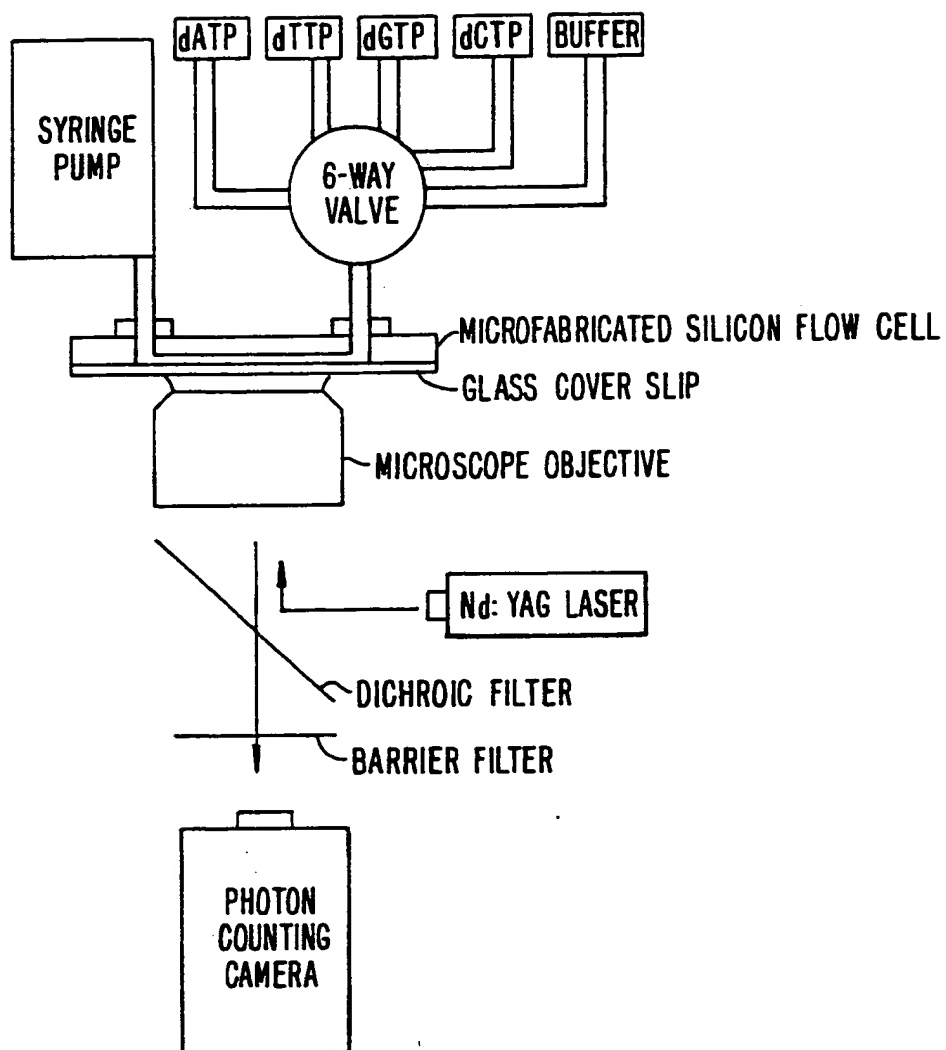 dATP dTTP dGTP dCTP BUFFER
SYRINGE
PUMP
6-WAY
VALVE
MICROFABRICATED SILICON FLOW CELL
GLASS COVER SLIP
MICROSCOPE OBJECTIVE
Nd: YAG LASER
DICHROIC FILTER
BARRIER FILTER
PHOTON
COUNTING
CAMERA